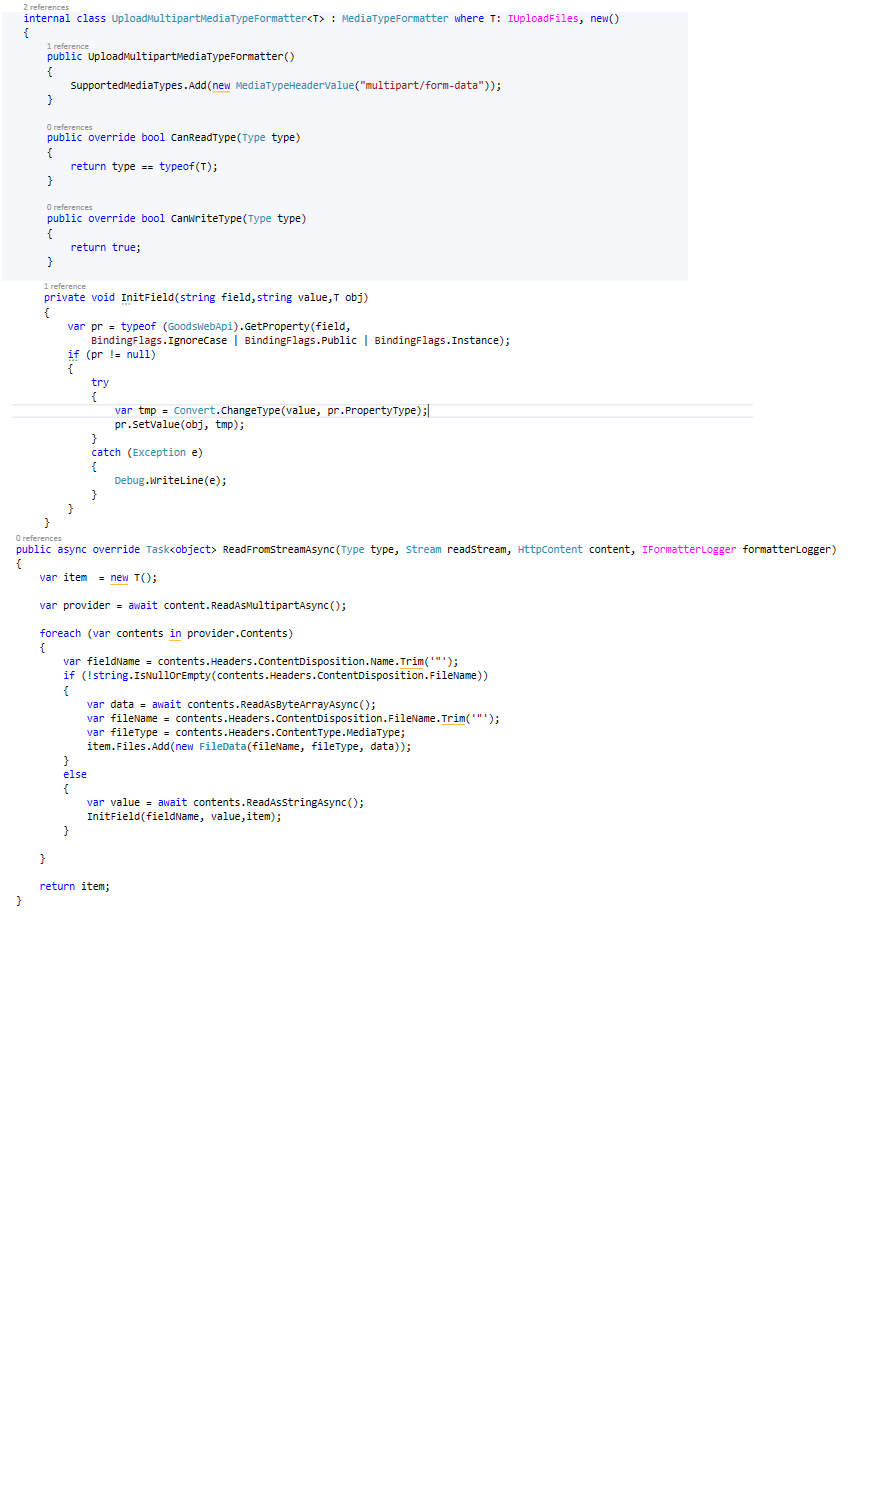 2 references
internal class UploadMultipartMediaTypeFormatter<T> : MediaTypeFormatter where T: IUploadFiles, new()
{
1 reference
public UploadMultipartMediaTypeFormatter()
{
SupportedMediaTypes.Add(new MediaTypeHeaderValue("multipart/form-data"));
}
0 references
public override bool CanReadType(Type type)
{
return type == typeof(T);
}
0 references
public override bool CanWriteType(Type type)
{
return true;
}
1 reference
private void InitField(string field,string value,T obj)
{
var pr = typeof (GoodsWebApi).GetProperty(field,
BindingFlags.IgnoreCase | BindingFlags.Public | BindingFlags.Instance);
if (pr != null)
{
try
{
var tmp = Convert.ChangeType(value, pr.PropertyType);
pr.SetValue(obj, tmp);
}
catch (Exception e)
{
Debug.WriteLine(e);
}
}
}
0 references
public async override Task<object> ReadFromStreamAsync(Type type, Stream readStream, HttpContent content, IFormatterLogger formatterLogger)
{
var item  = new T();
var provider = await content.ReadAsMultipartAsync();
foreach (var contents in provider.Contents)
{
var fieldName = contents.Headers.ContentDisposition.Name.Trim('"');
if (!string.IsNullOrEmpty(contents.Headers.ContentDisposition.FileName))
{
var data = await contents.ReadAsByteArrayAsync();
var fileName = contents.Headers.ContentDisposition.FileName.Trim('"');
var fileType = contents.Headers.ContentType.MediaType;
item.Files.Add(new FileData(fileName, fileType, data));
}
else
{
var value = await contents.ReadAsStringAsync();
InitField(fieldName, value,item);
}
}
return item;
}